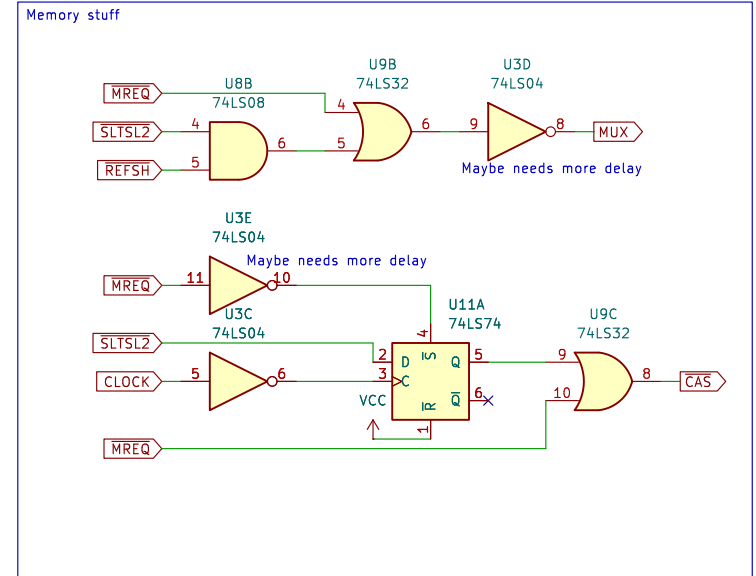 Memory stuff
U9B
74LS32
U3D
74LS04
U8B
74LS08
MREQ
4
6
9
8
MUX
SLTSL2
4
6
5
REFSH
5
Maybe needs more delay
U3E
74LS04
Maybe needs more delay
MREQ
11
10
U11A
74LS74
U3C
74LS04
U9C
74LS32
4
S
SLTSL2
2
D
Q
5
9
CLOCK
5
6
3
C
8
CAS
VCC
R
Q
6
10
1
MREQ